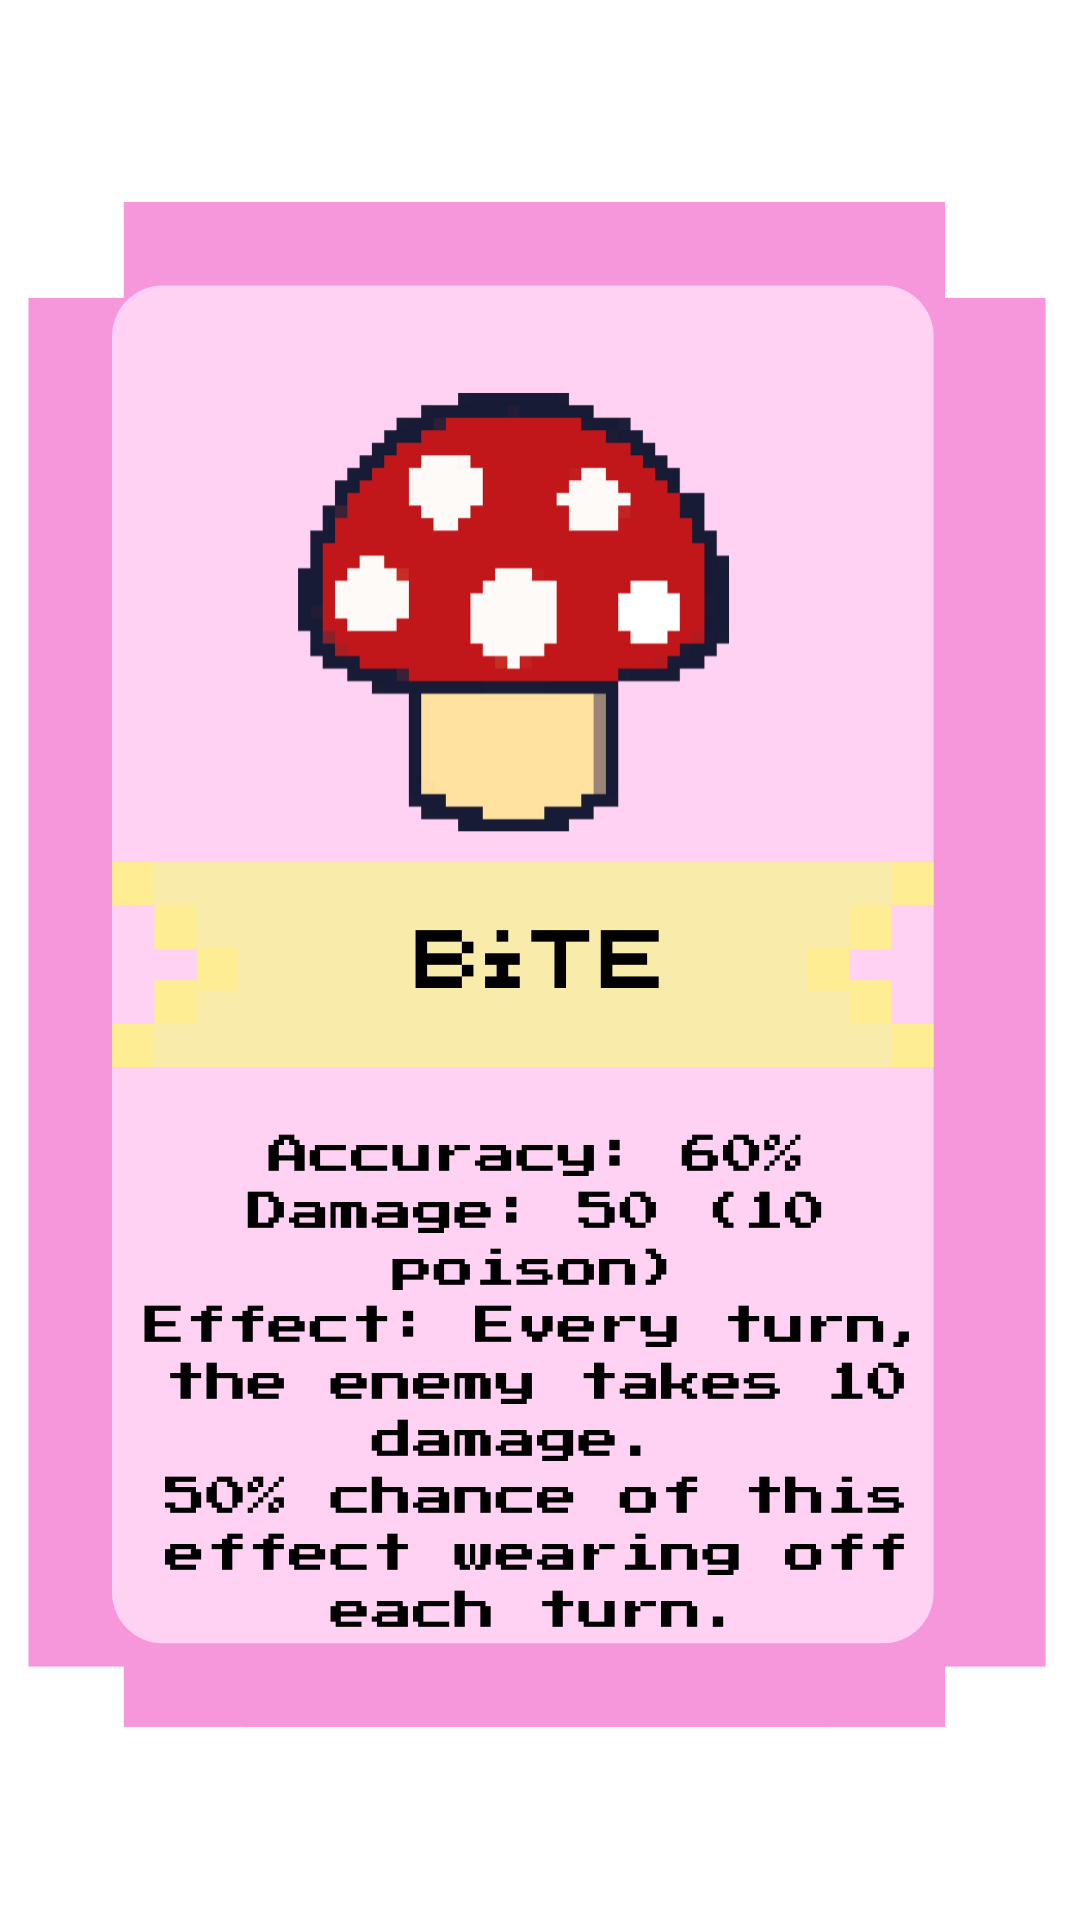 BiTE
Accuracy: 60%
Damage: 50 (10
poison)
Effect: Every turn,
the enemy takes 10
damage.
50% chance of this
effect wearing off
each turn.